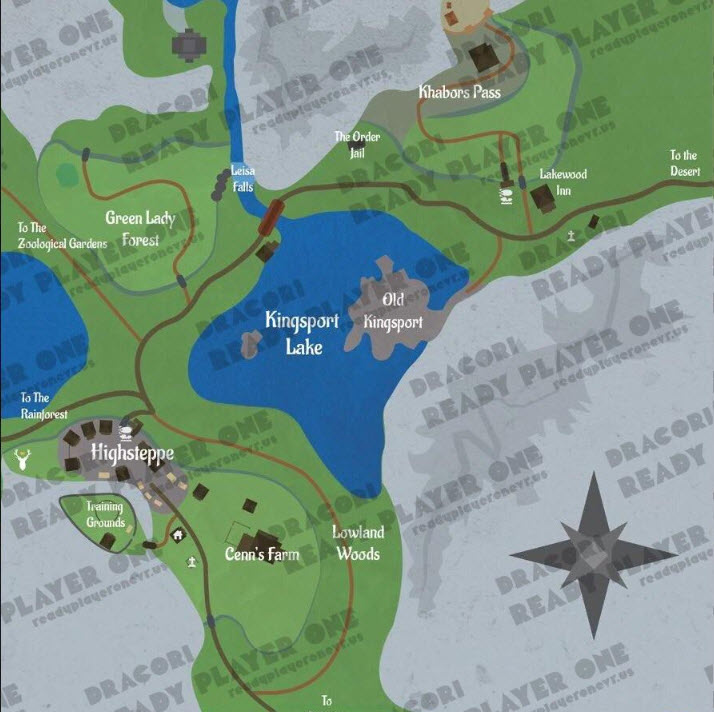 Khabors Pass
The Order
Jail
To the
Desert
Leisa
Falls
Lakewood
Inn
Green Lady
Forest
To The
Zoological Gardens
Old
Kingsport
Kingsport
Lake
To The
Rainforest
Highsteppe
Training
Grounds
Lowland
Woods
Cenn's Farm
To
DRACORI
READY PLAYER ONE
readyplayeronevr.us